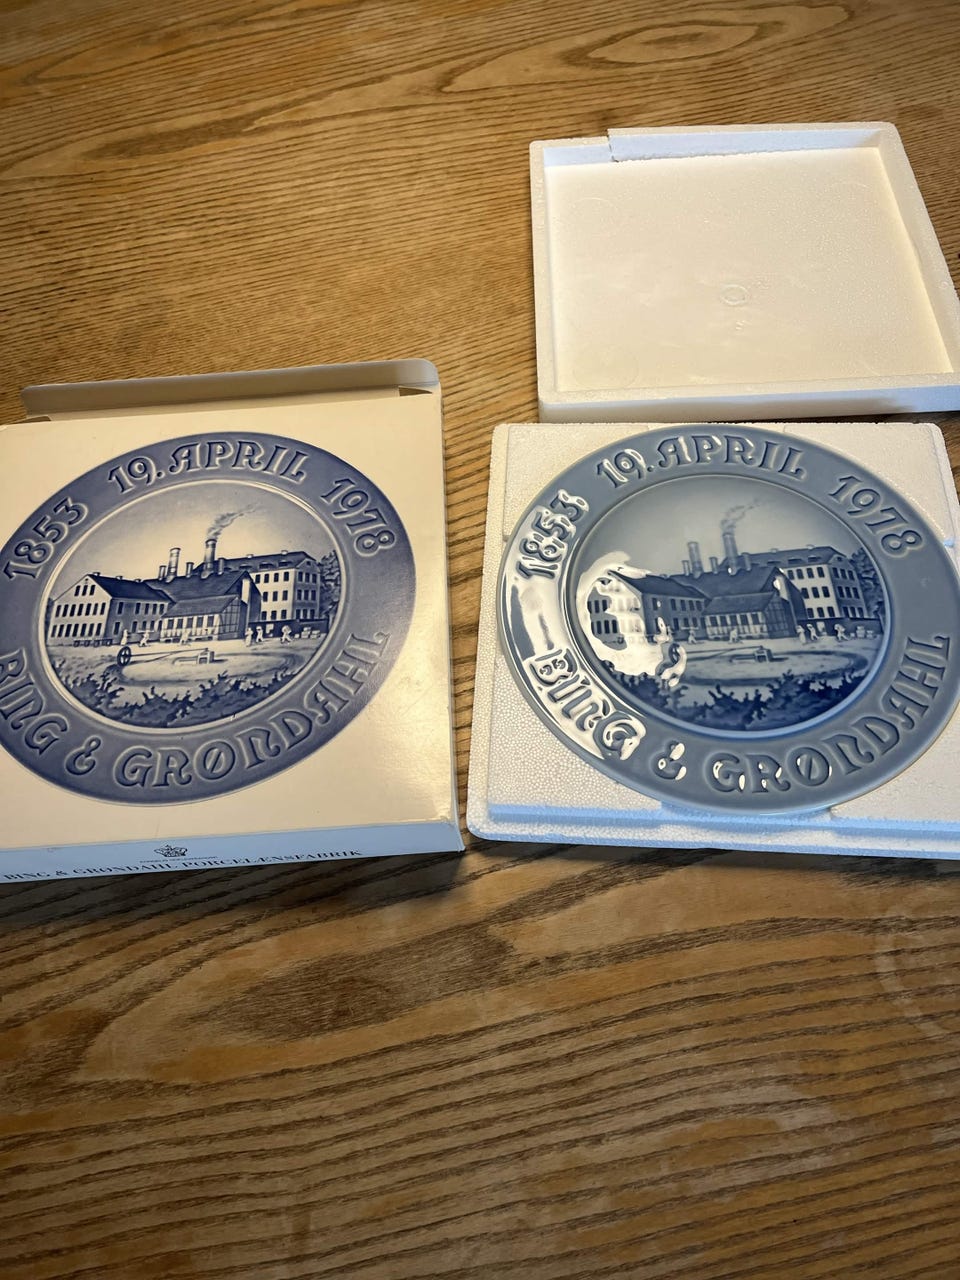 1853 19. APRIL 1978
BING & GRØNDAHL
BING & GRØNDAHL PORCELÆNSFABRIK
1853 19. APRIL 1978
BING & GRØNDAHL